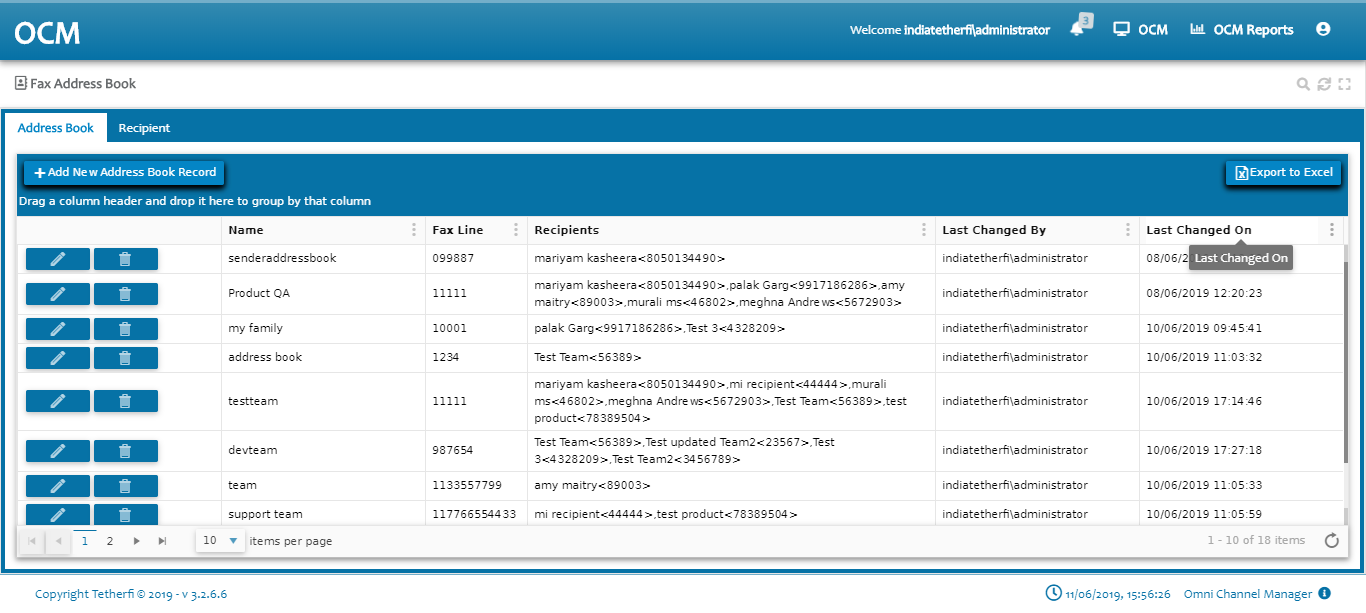 OCM
Welcome indiatetherfi\administrator
3
OCM
OCM Reports
Fax Address Book
Address Book
Recipient
Add New Address Book Record
Export to Excel
Drag a column header and drop it here to group by that column
Name Fax Line Recipients Last Changed By Last Changed On
senderaddressbook 099887 mariyam kasheera<8050134490> indiatetherfi\administrator 08/06/2
Last Changed On
Product QA 11111 mariyam kasheera<8050134490>,palak Garg<9917186286>,amy
maitry<89003>,murali ms<46802>,meghna Andrews<5672903> indiatetherfi\administrator 08/06/2019 12:20:23
my family 10001 palak Garg<9917186286>,Test 3<4328209> indiatetherfi\administrator 10/06/2019 09:45:41
address book 1234 Test Team<56389> indiatetherfi\administrator 10/06/2019 11:03:32
testteam 11111 mariyam kasheera<8050134490>,mi recipient<44444>,murali
ms<46802>,meghna Andrews<5672903>,Test Team<56389>,test
product<78389504> indiatetherfi\administrator 10/06/2019 17:14:46
devteam 987654 Test Team<56389>,Test updated Team2<23567>,Test
3<4328209>,Test Team2<3456789> indiatetherfi\administrator 10/06/2019 17:27:18
team 1133557799 amy maitry<89003> indiatetherfi\administrator 10/06/2019 11:05:33
support team 117766554433 mi recipient<44444>,test product<78389504> indiatetherfi\administrator 10/06/2019 11:05:59
1 2 10 items per page 1 - 10 of 18 items
Copyright Tetherfi © 2019 - v 3.2.6.6
11/06/2019, 15:56:26 Omni Channel Manager